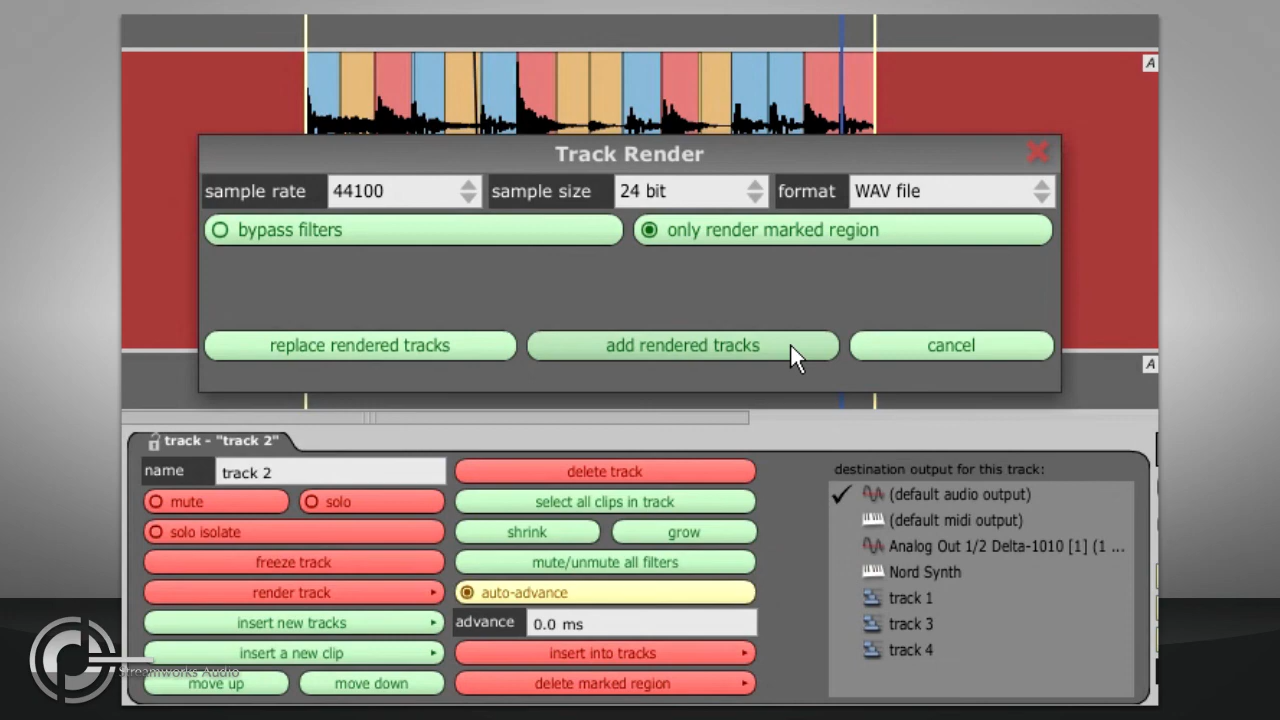 A
Track Render
sample rate 44100 sample size 24 bit format WAV file
bypass filters only render marked region
replace rendered tracks add rendered tracks cancel
A
track - "track 2"
name track 2
mute solo
solo isolate
freeze track
render track
insert new tracks
insert a new clip
move up move down
delete track
select all clips in track
shrink grow
mute/unmute all filters
auto-advance
advance 0.0 ms
insert into tracks
delete marked region
destination output for this track:
(default audio output)
(default midi output)
Analog Out 1/2 Delta-1010 [1] (1 ...
Nord Synth
track 1
track 3
track 4
Streamworks Audio